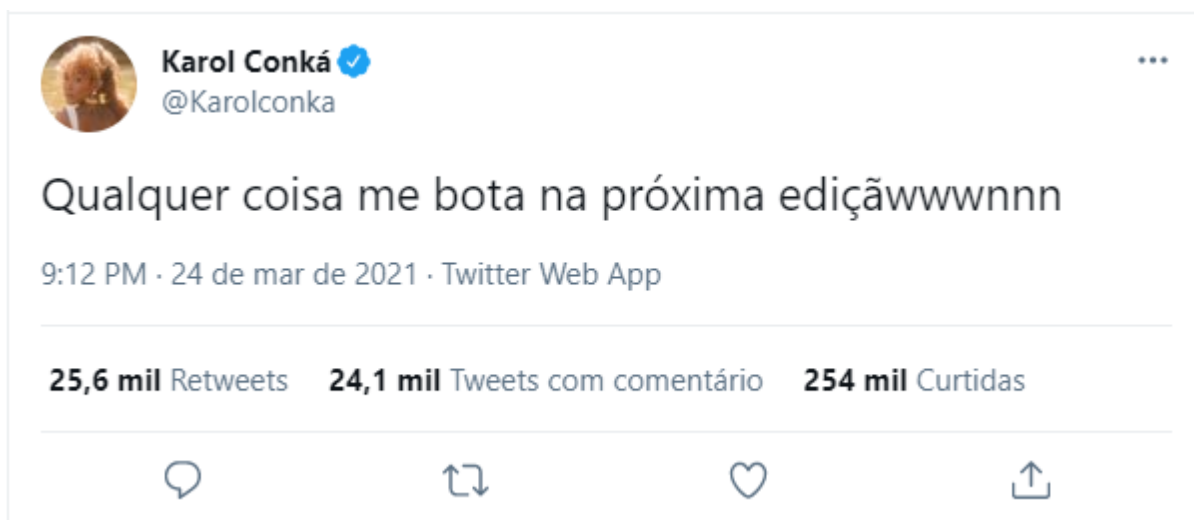 Karol Conká
@Karolconka
Qualquer coisa me bota na próxima ediçãwwwnnn
9:12 PM · 24 de mar de 2021 · Twitter Web App
25,6 mil Retweets 24,1 mil Tweets com comentário 254 mil Curtidas